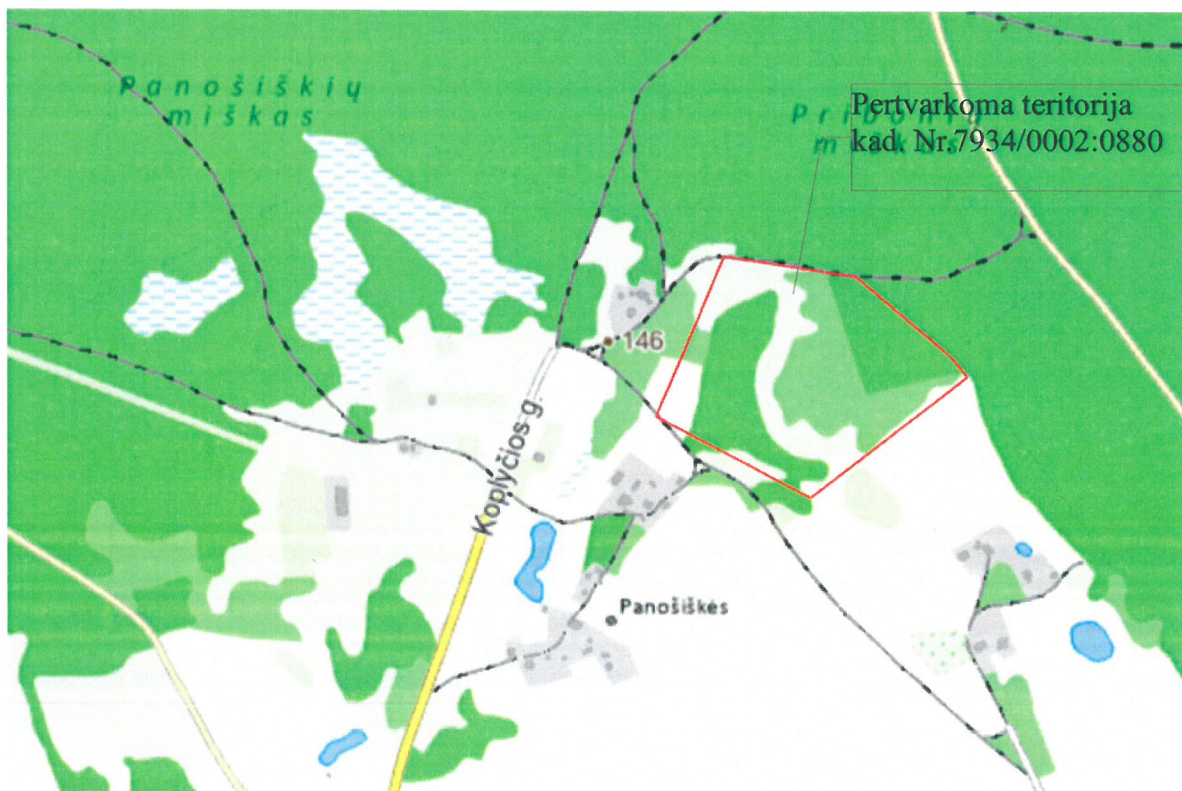 Panošiškių
miškas
Pertvarkoma teritorija
kad. Nr.7934/0002:0880
146
Koplyčios g.
Panošiškės